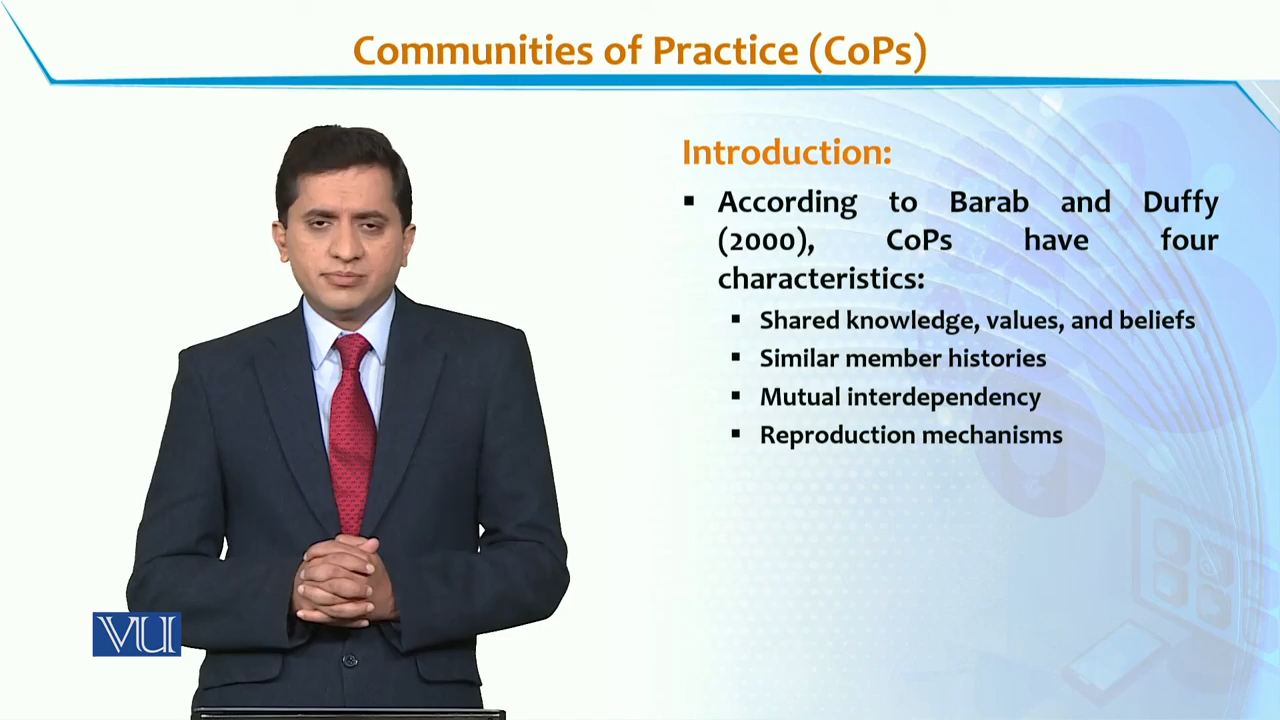 Communities of Practice (CoPs)
Introduction:
▪ According to Barab and Duffy
(2000), CoPs have four
characteristics:
▪ Shared knowledge, values, and beliefs
▪ Similar member histories
▪ Mutual interdependency
▪ Reproduction mechanisms
VU